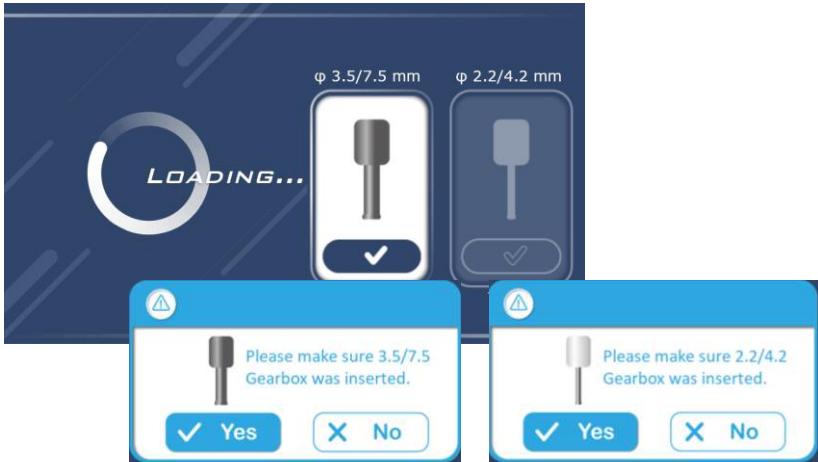 φ 3.5/7.5 mm
φ 2.2/4.2 mm
LOADING...
Please make sure 3.5/7.5
Gearbox was inserted.
Yes
No
Please make sure 2.2/4.2
Gearbox was inserted.
Yes
No